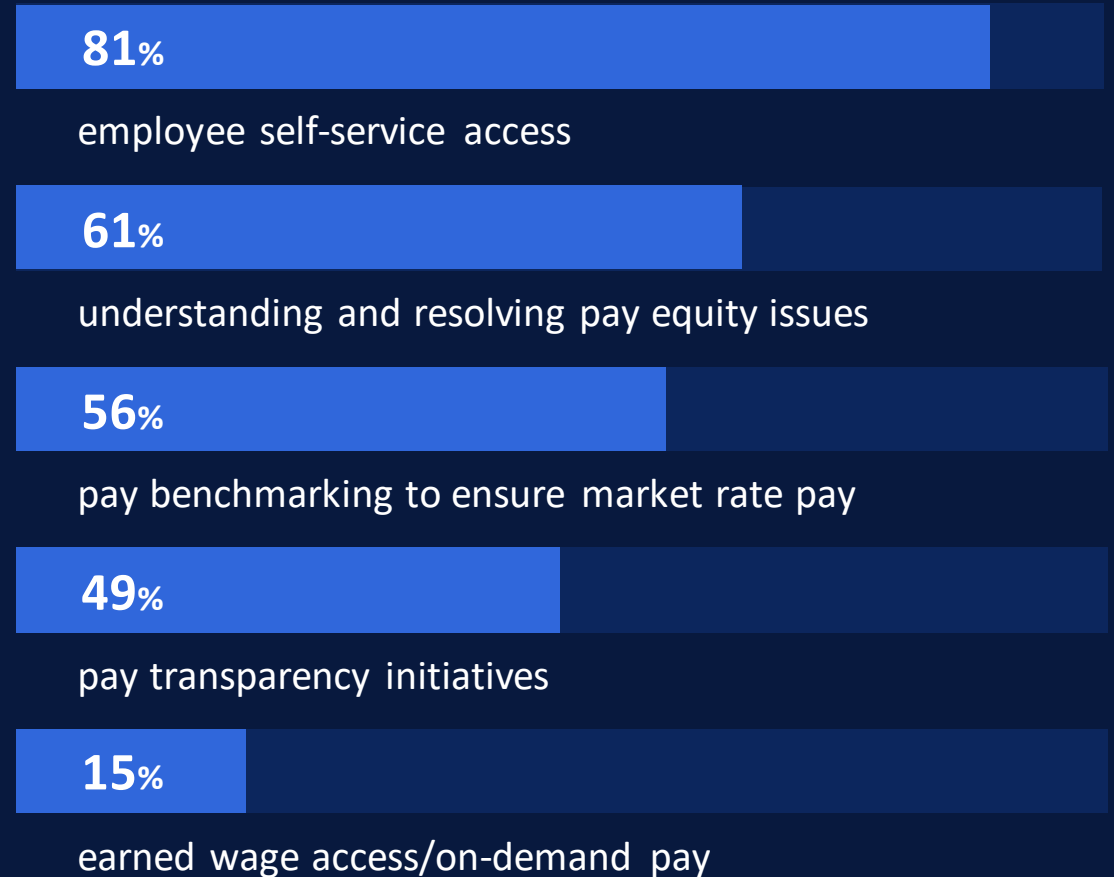 81%
employee self-service access
61%
understanding and resolving pay equity issues
56%
pay benchmarking to ensure market rate pay
49%
pay transparency initiatives
15%
earned wage access/on-demand pay